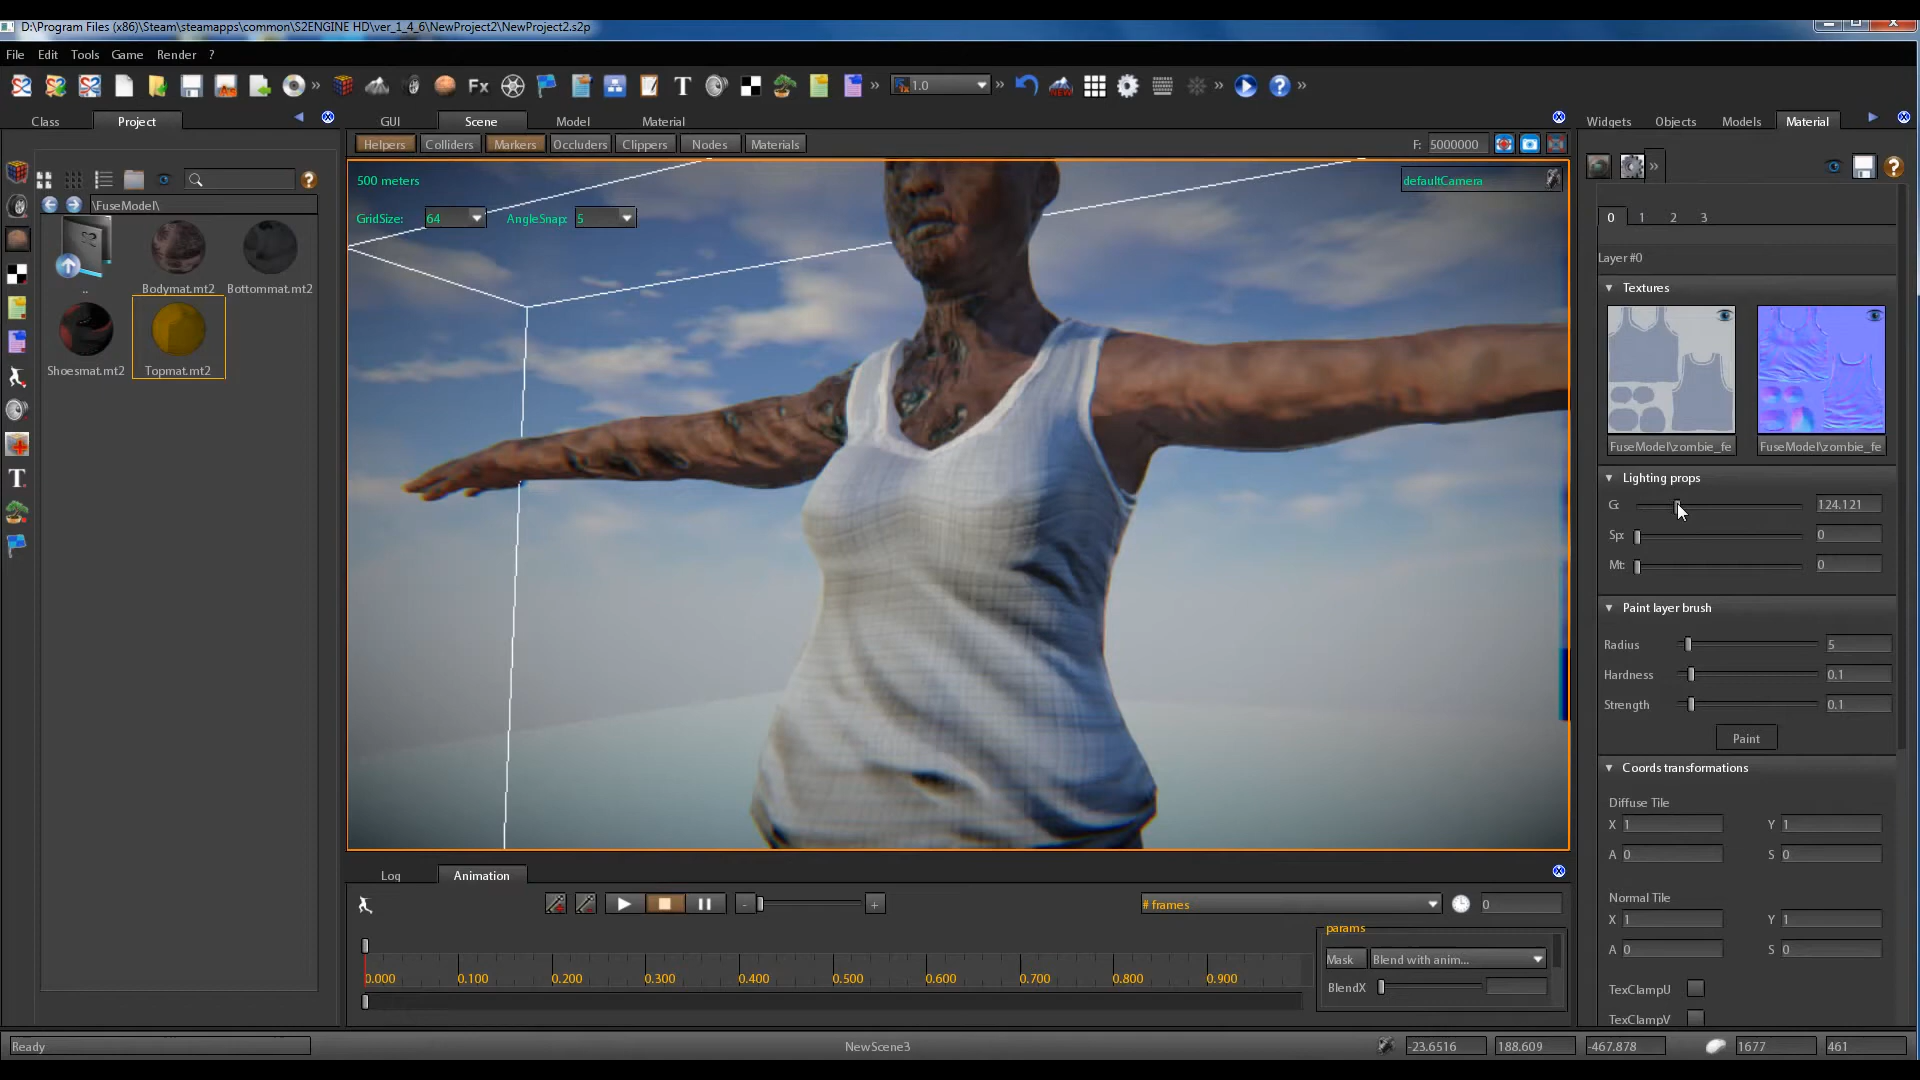 D:\Program Files (x86)\Steam\steamapps\common\S2ENGINE HD\ver_1_4_6\NewProject2\NewProject2.s2p
File Edit Tools Game Render ?
Fx T 1.0
Class Project
GUI Scene Model Material
Widgets Objects Models Material
Helpers Colliders Markers Occluders Clippers Nodes Materials
F: 5000000
\FuseModel\
500 meters
defaultCamera
GridSize: 64 AngleSnap: 5
0 1 2 3
Layer #0
Textures
..
Bodymat.mt2
Bottommat.mt2
Shoesmat.mt2
Topmat.mt2
FuseModel\zombie_fe
FuseModel\zombie_fe
Lighting props
G: 124.121
Sp: 0
Mt: 0
Paint layer brush
Radius 5
Hardness 0.1
Strength 0.1
Paint
Coords transformations
Diffuse Tile
X 1 Y 1
A 0 S 0
Normal Tile
X 1 Y 1
A 0 S 0
TexClampU
TexClampV
T
Log Animation
- + # frames 0
params
Mask Blend with anim...
BlendX
0.000 0.100 0.200 0.300 0.400 0.500 0.600 0.700 0.800 0.900
Ready
NewScene3
-23.6516 188.609 -467.878 1677 461